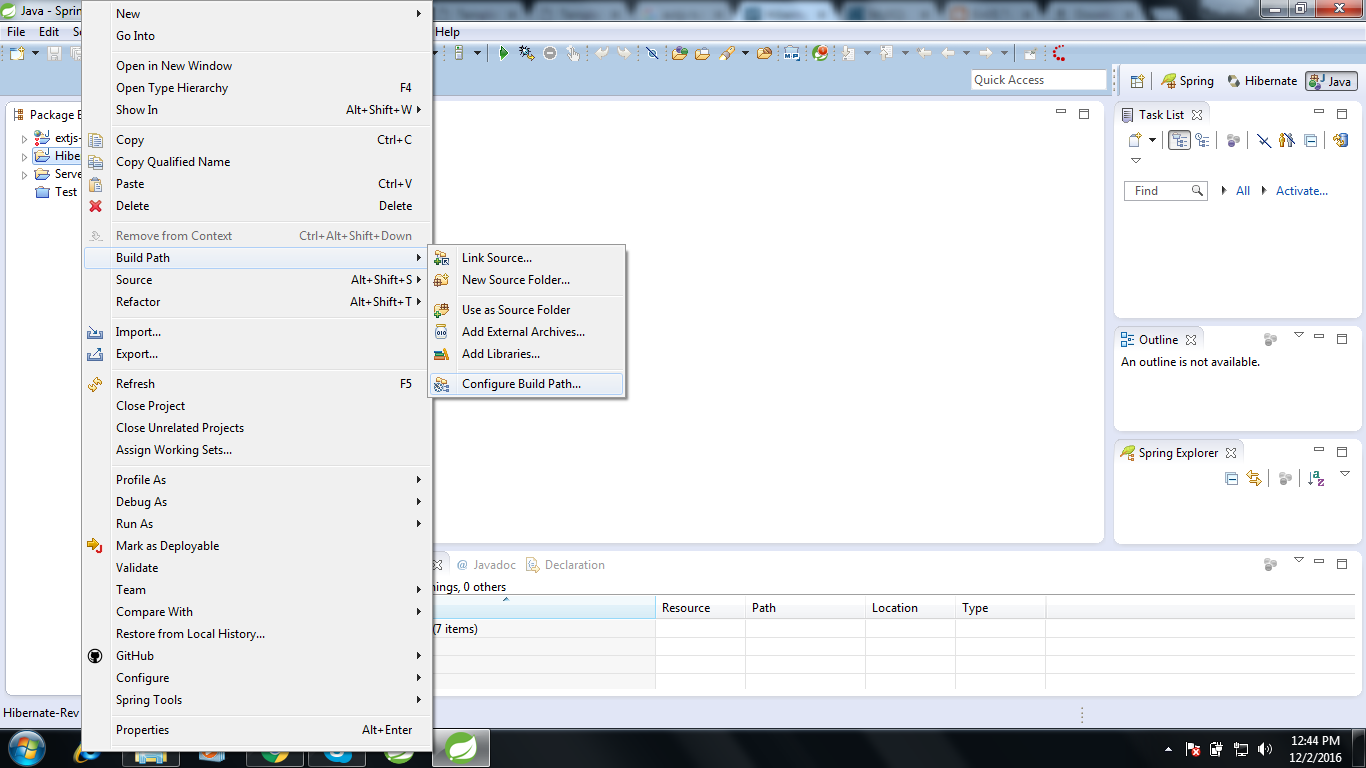 Java - Sprin
File Edit Help
Quick Access
Spring Hibernate Java
Package E
extjs-
Hiber
Serve
Test
New
Go Into
Open in New Window
Open Type Hierarchy F4
Show In Alt+Shift+W
Copy Ctrl+C
Copy Qualified Name
Paste Ctrl+V
Delete Delete
Remove from Context Ctrl+Alt+Shift+Down
Build Path
Source Alt+Shift+S
Refactor Alt+Shift+T
Import...
Export...
Refresh F5
Close Project
Close Unrelated Projects
Assign Working Sets...
Profile As
Debug As
Run As
Mark as Deployable
Validate
Team
Compare With
Restore from Local History...
GitHub
Configure
Spring Tools
Properties Alt+Enter
Link Source...
New Source Folder...
Use as Source Folder
Add External Archives...
Add Libraries...
Configure Build Path...
Task List
Find All Activate...
Outline
An outline is not available.
Spring Explorer
@ Javadoc Declaration
nings, 0 others
Resource Path Location Type
(7 items)
Hibernate-Rev
12:44 PM
12/2/2016